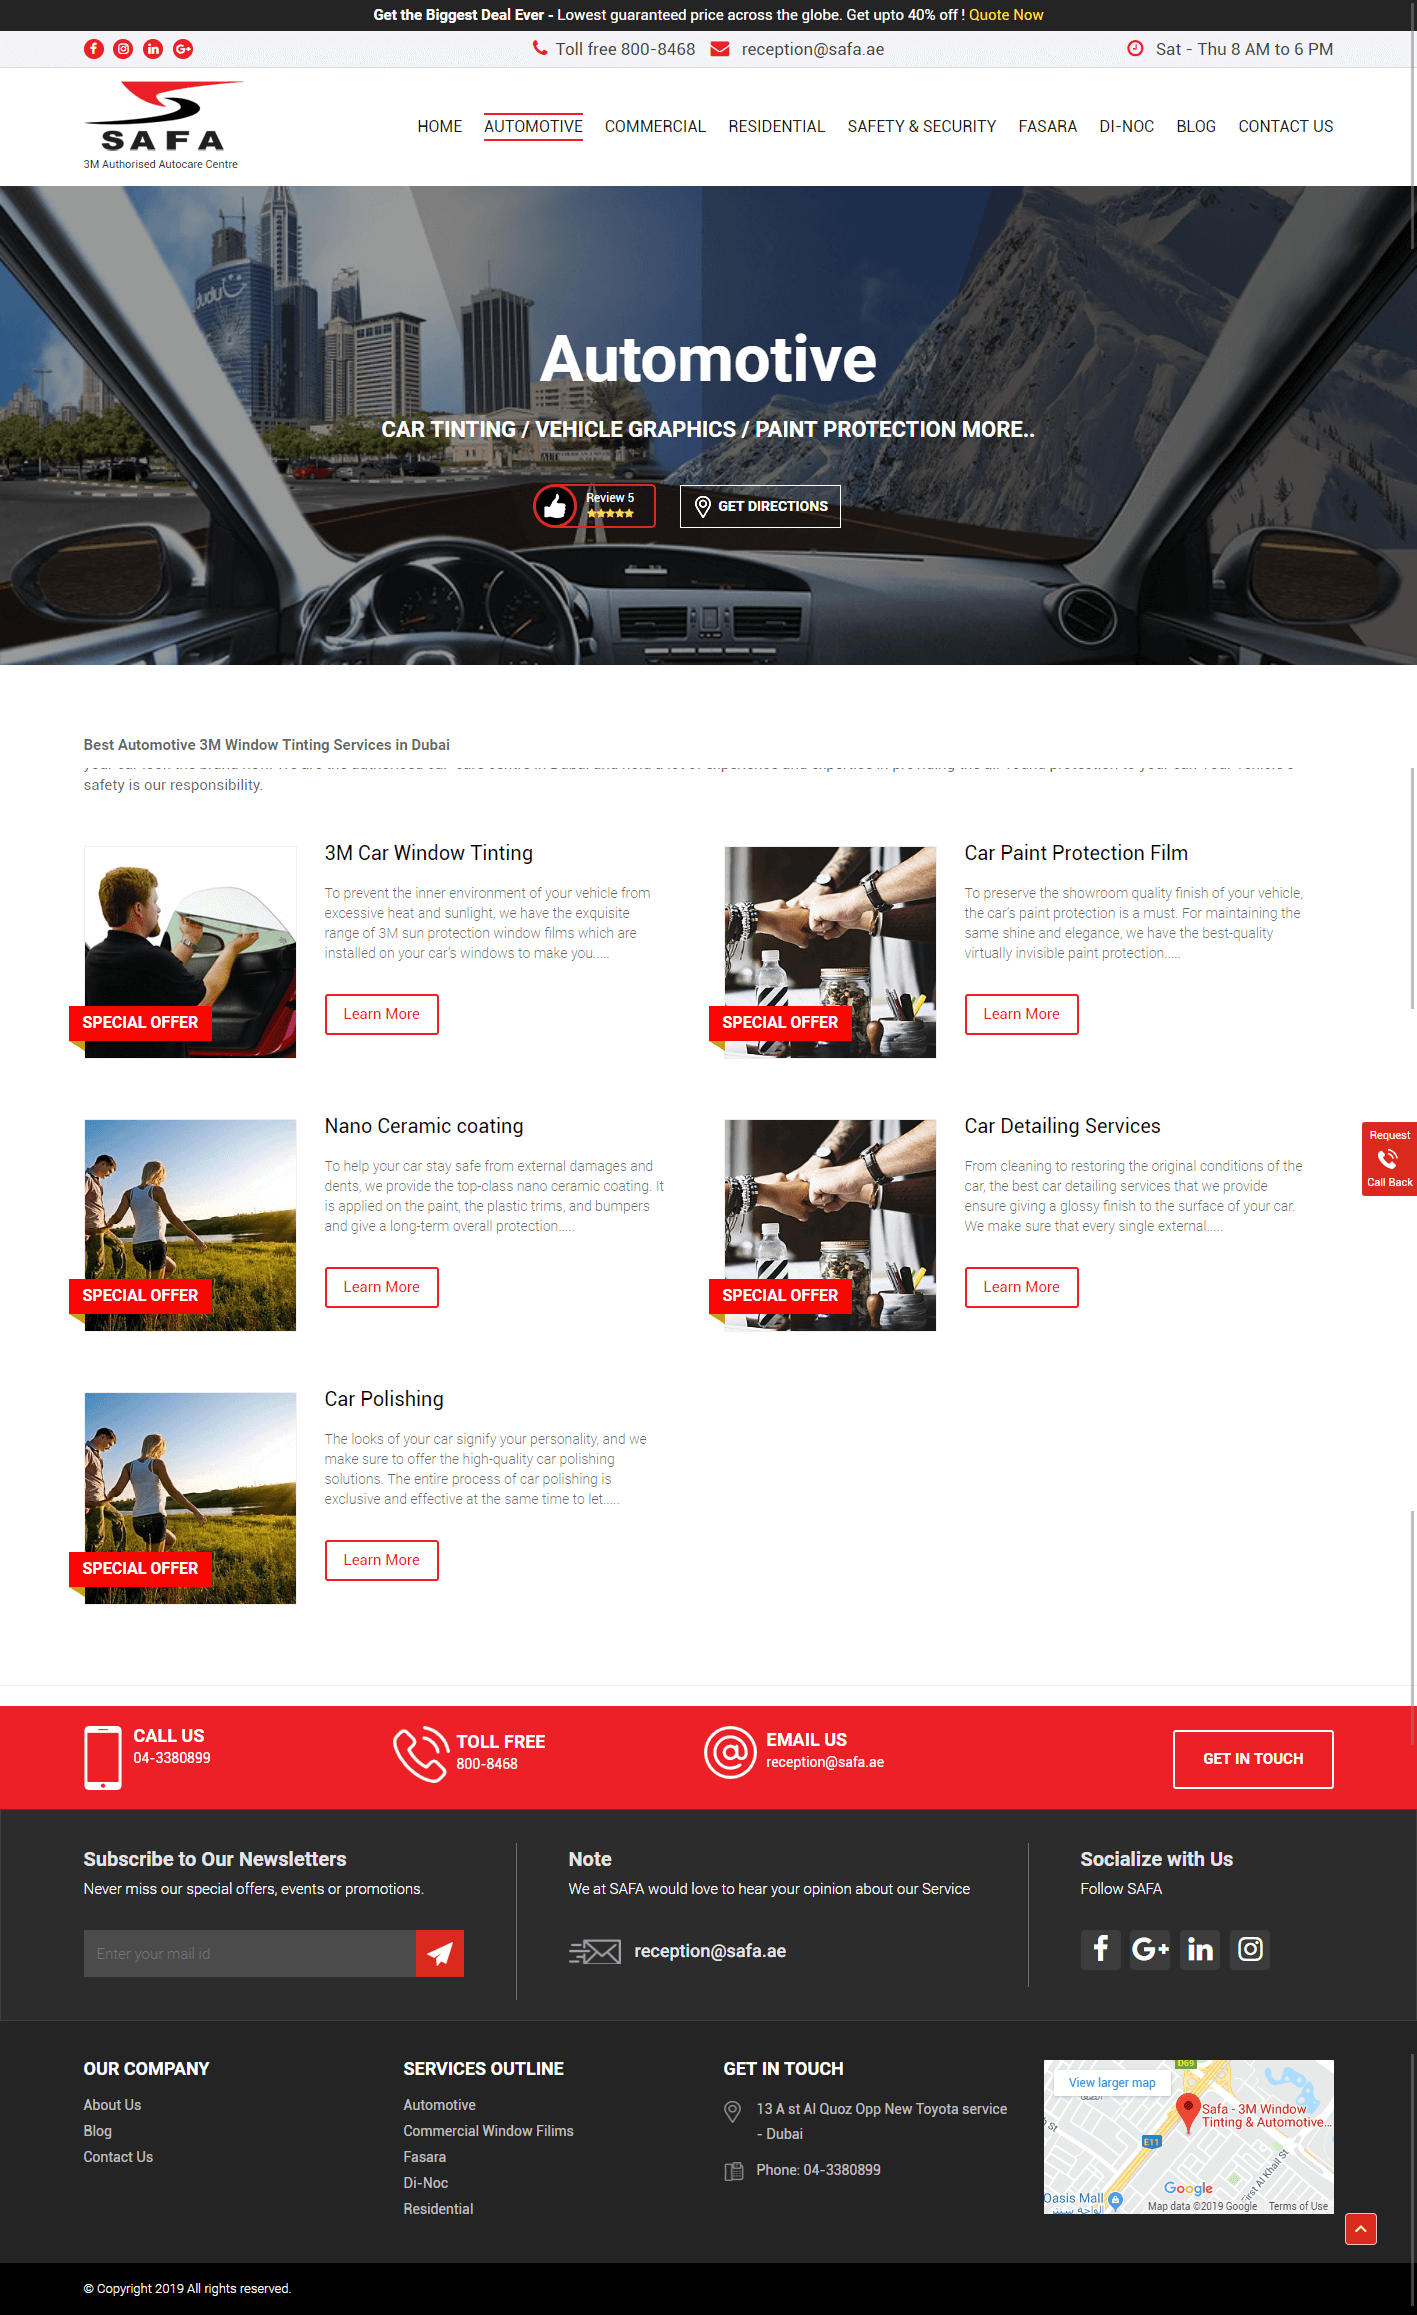 Get the Biggest Deal Ever - Lowest guaranteed price across the globe. Get upto 40% off ! Quote Now
Toll free 800-8468 reception@safa.ae Sat - Thu 8 AM to 6 PM
SAFA
3M Authorised Autocare Centre
HOME AUTOMOTIVE COMMERCIAL RESIDENTIAL SAFETY & SECURITY FASARA DI-NOC BLOG CONTACT US
dubai
Automotive
CAR TINTING / VEHICLE GRAPHICS / PAINT PROTECTION MORE..
Review 5
GET DIRECTIONS
Best Automotive 3M Window Tinting Services in Dubai
safety is our responsibility.
3M Car Window Tinting
To prevent the inner environment of your vehicle from
excessive heat and sunlight, we have the exquisite
range of 3M sun protection window films which are
installed on your car's windows to make you.....
Learn More
SPECIAL OFFER
Car Paint Protection Film
To preserve the showroom quality finish of your vehicle,
the car's paint protection is a must. For maintaining the
same shine and elegance, we have the best-quality
virtually invisible paint protection.....
Learn More
SPECIAL OFFER
Nano Ceramic coating
To help your car stay safe from external damages and
dents, we provide the top-class nano ceramic coating. It
is applied on the paint, the plastic trims, and bumpers
and give a long-term overall protection.....
Learn More
SPECIAL OFFER
Car Detailing Services
From cleaning to restoring the original conditions of the
car, the best car detailing services that we provide
ensure giving a glossy finish to the surface of your car.
We make sure that every single external.....
Learn More
SPECIAL OFFER
Request
Call Back
Car Polishing
The looks of your car signify your personality, and we
make sure to offer the high-quality car polishing
solutions. The entire process of car polishing is
exclusive and effective at the same time to let.....
Learn More
SPECIAL OFFER
CALL US
04-3380899
TOLL FREE
800-8468
EMAIL US
reception@safa.ae
GET IN TOUCH
Subscribe to Our Newsletters
Never miss our special offers, events or promotions.
Enter your mail id
Note
We at SAFA would love to hear your opinion about our Service
reception@safa.ae
Socialize with Us
Follow SAFA
OUR COMPANY
About Us
Blog
Contact Us
SERVICES OUTLINE
Automotive
Commercial Window Filims
Fasara
Di-Noc
Residential
GET IN TOUCH
13 A st Al Quoz Opp New Toyota service
- Dubai
Phone: 04-3380899
D69
View larger map
Safa - 3M Window
Tinting & Automotive...
E11
First Al Khail St
Google
Oasis Mall
Map data ©2019 Google Terms of Use
© Copyright 2019 All rights reserved.